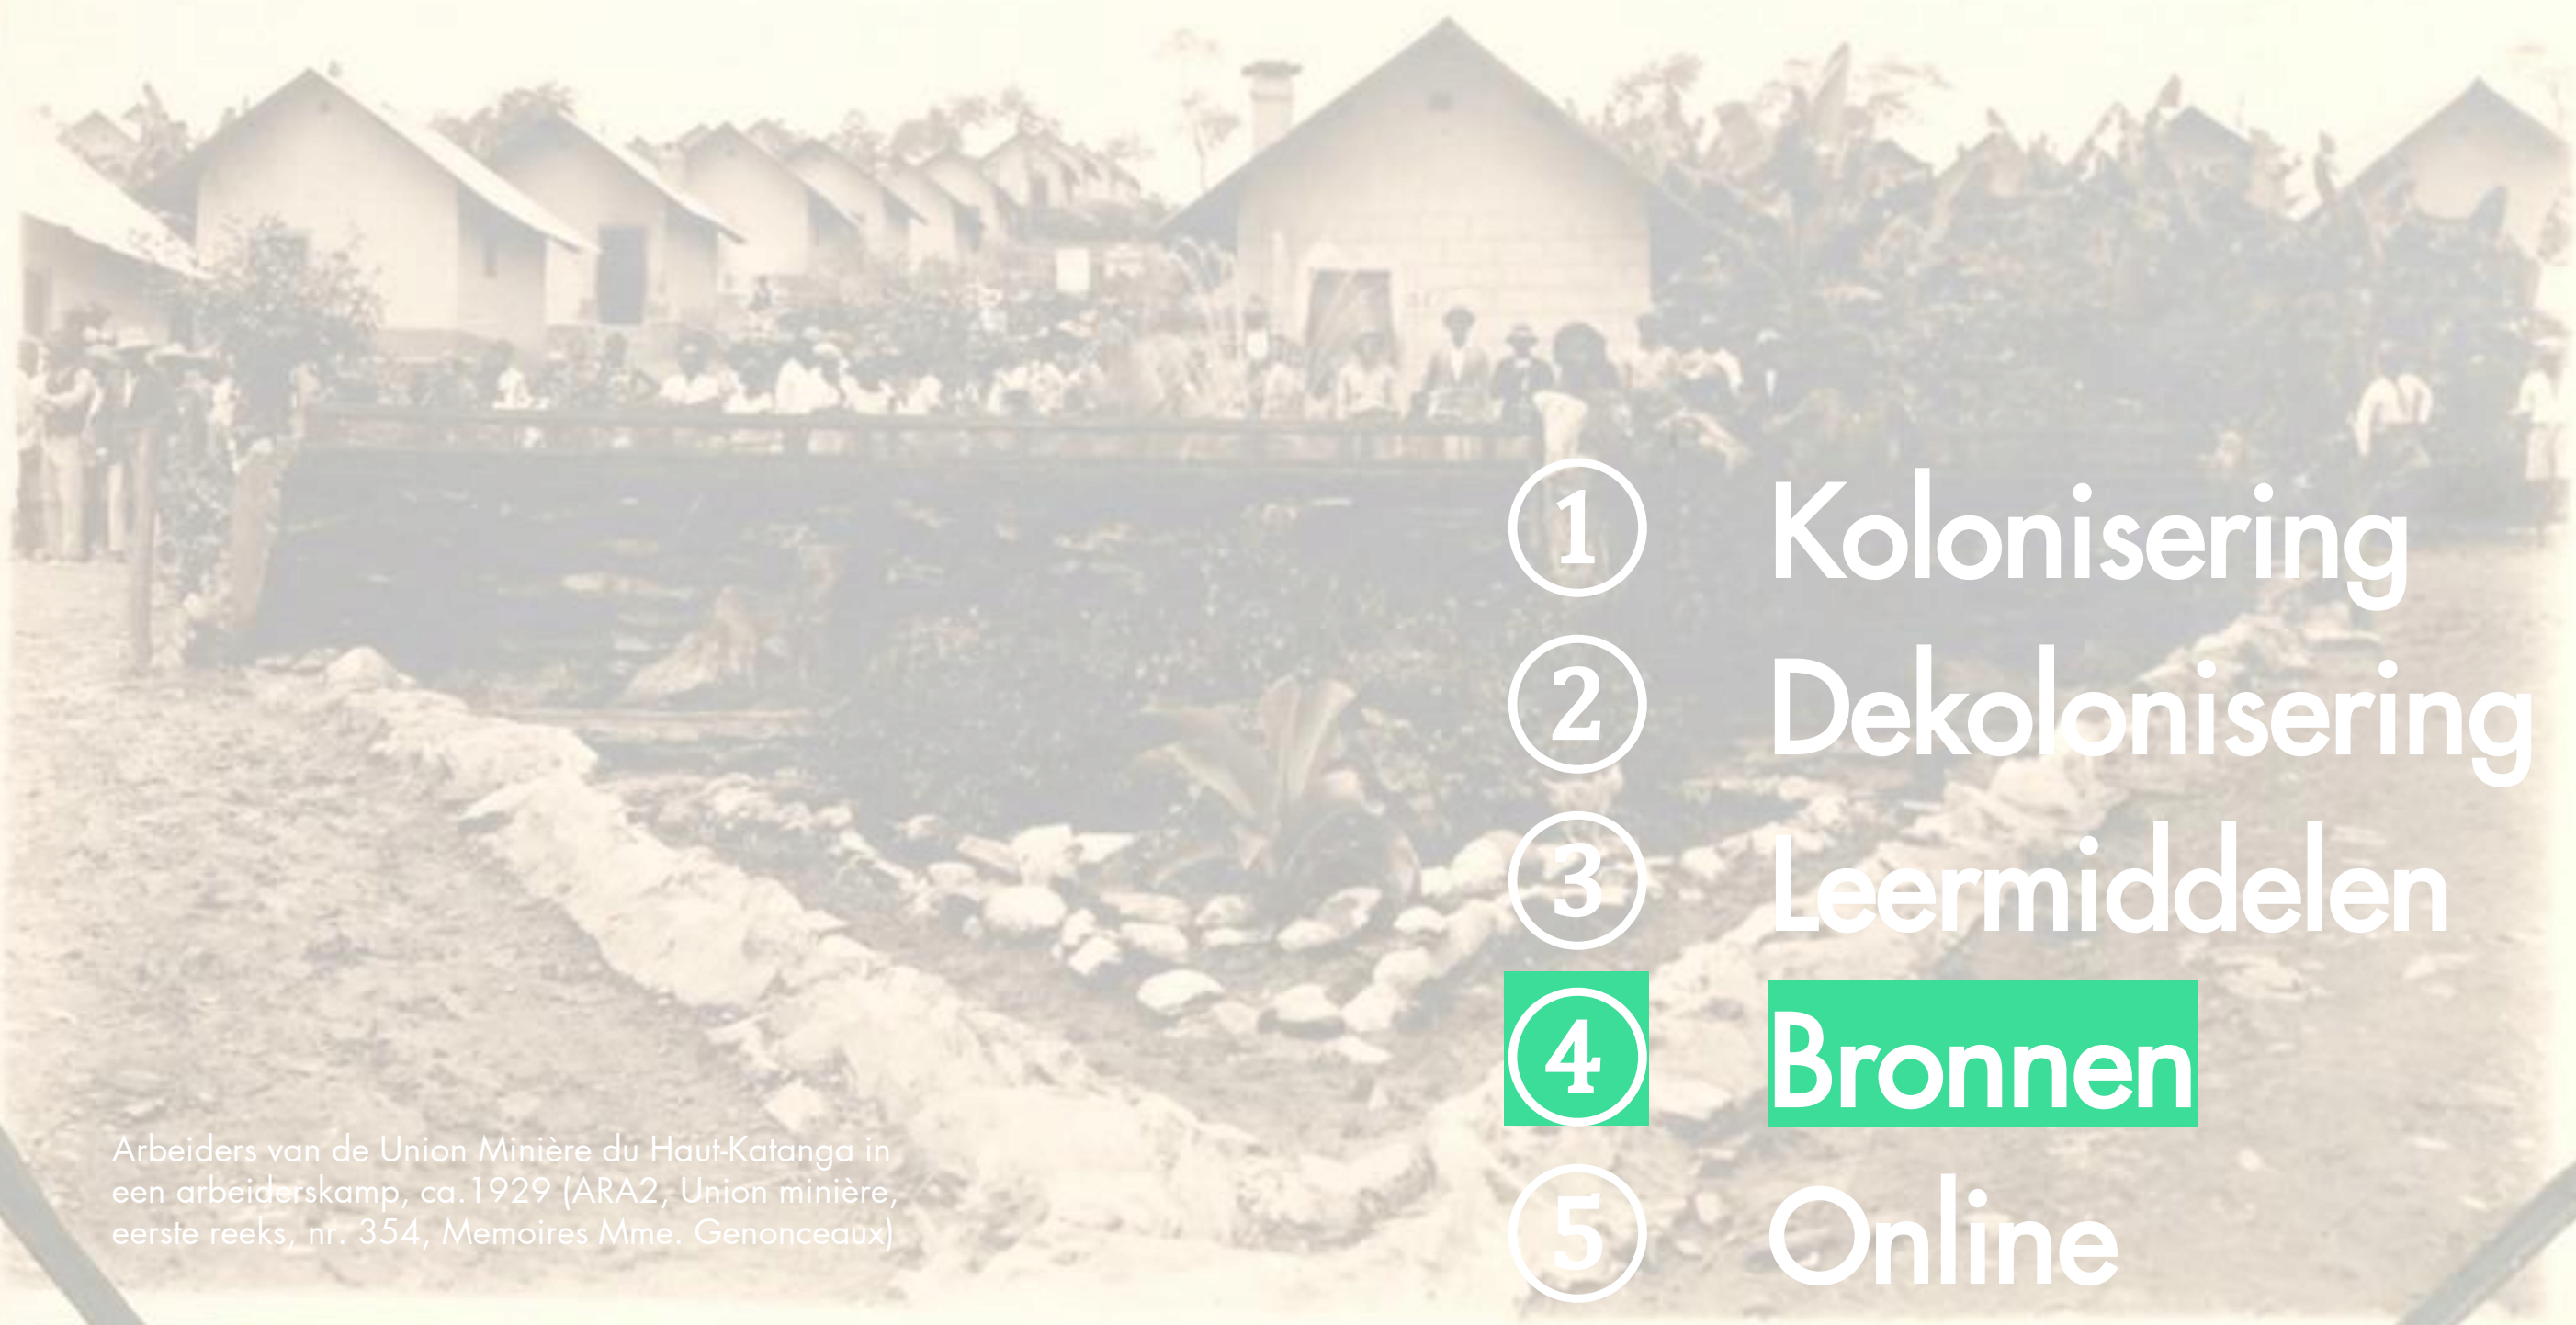 1 Kolonisering
2 Dekolonisering
3 Leermiddelen
4 Bronnen
5 Online
Arbeiders van de Union Minière du Haut-Katanga in
een arbeiderskamp, ca.1929 (ARA2, Union minière,
eerste reeks, nr. 354, Memoires Mme. Genonceaux)